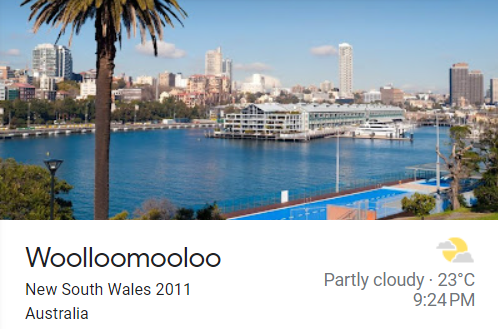 Woolloomooloo
New South Wales 2011
Australia
Partly cloudy · 23°C
9:24 PM